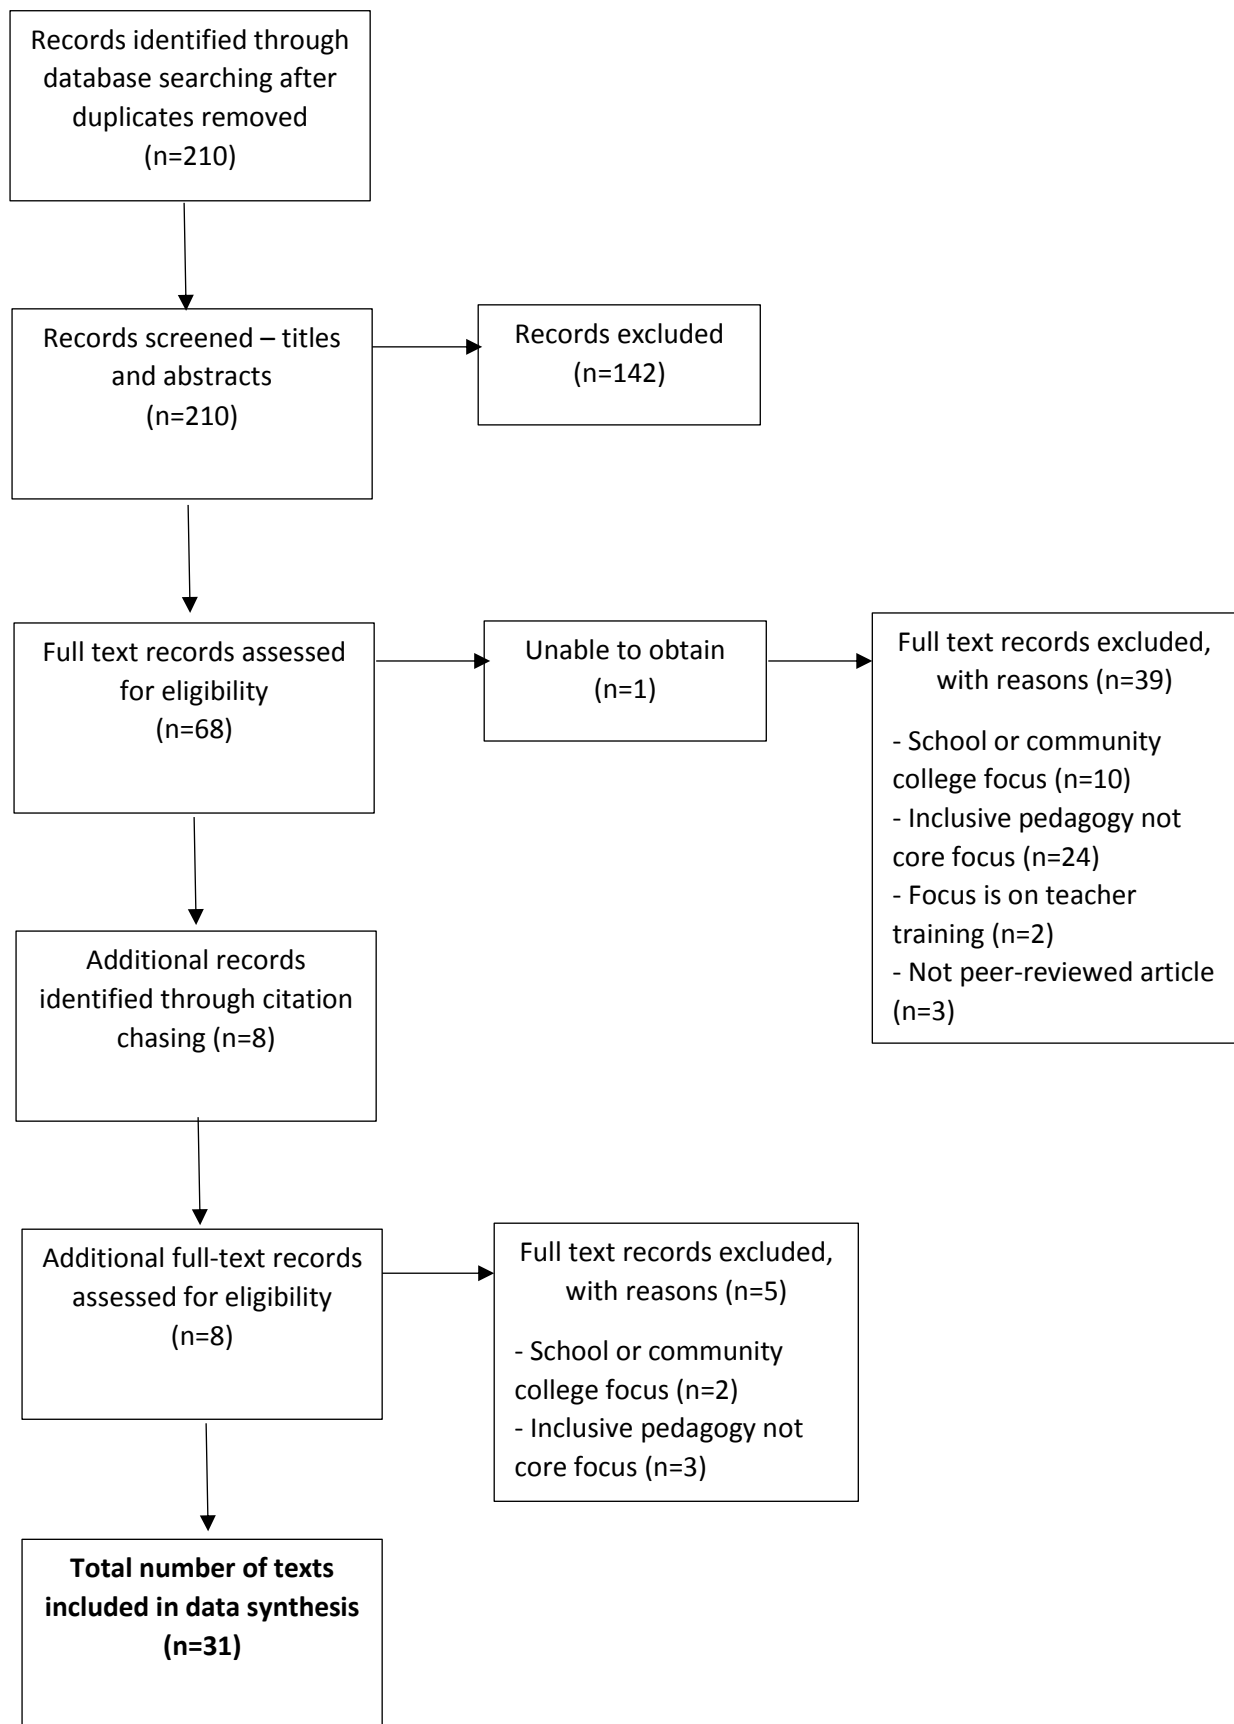 Records identified through
database searching after
duplicates removed
(n=210)
Records screened – titles
and abstracts
(n=210)
Records excluded
(n=142)
Full text records assessed
for eligibility
(n=68)
Unable to obtain
(n=1)
Full text records excluded,
with reasons (n=39)
- School or community
college focus (n=10)
- Inclusive pedagogy not
core focus (n=24)
- Focus is on teacher
training (n=2)
- Not peer-reviewed article
(n=3)
Additional records
identified through citation
chasing (n=8)
Additional full-text records
assessed for eligibility
(n=8)
Full text records excluded,
with reasons (n=5)
- School or community
college focus (n=2)
- Inclusive pedagogy not
core focus (n=3)
Total number of texts
included in data synthesis
(n=31)